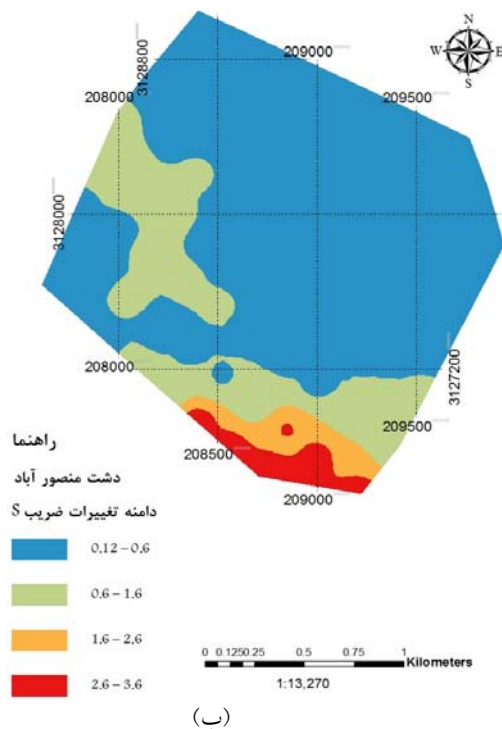 N
W E
S
209000
3128800
208000
209500
3128000
208000
3127200
209500
208500
209000
راهنما
دشت منصور آباد
دامنه تغییرات ضریب S
0.12 – 0.6
0.6 – 1.6
1.6 – 2.6
2.6 – 3.6
0 0.125 0.25 0.5 0.75 1
Kilometers
1:13,270
(ب)